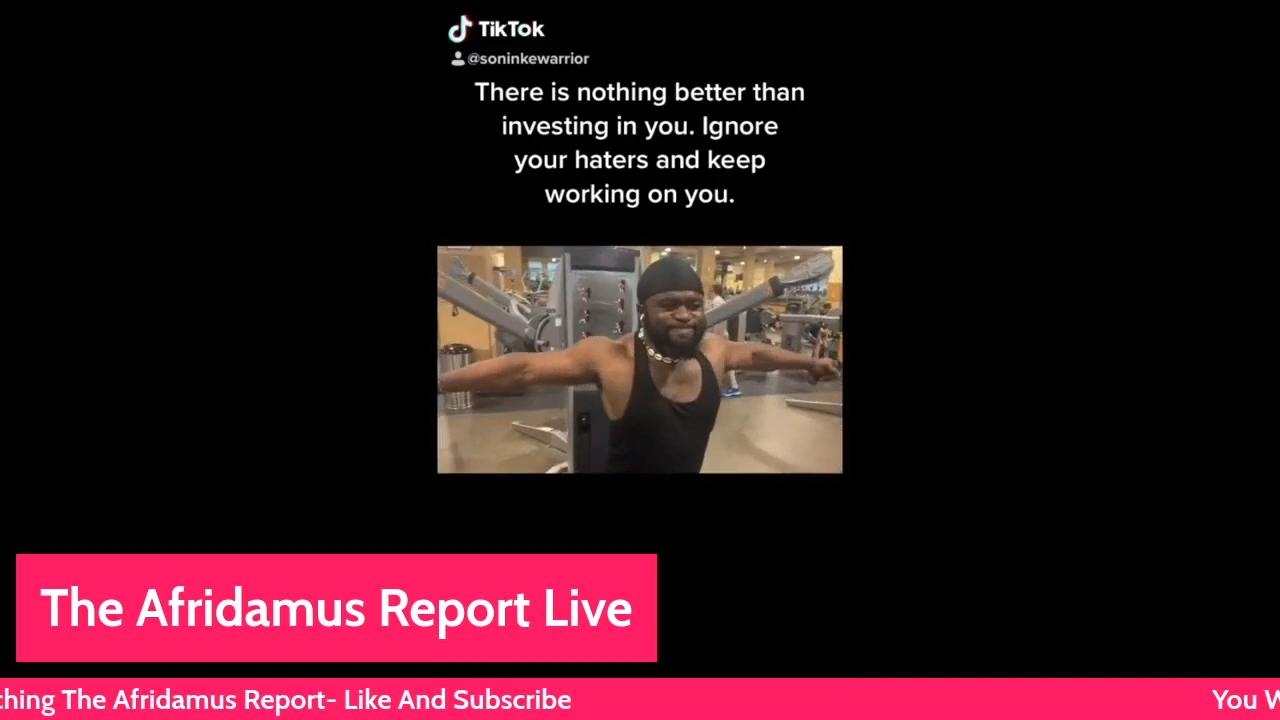 TikTok
@soninkewarrior
There is nothing better than
investing in you. Ignore
your haters and keep
working on you.
The Afridamus Report Live
ching The Afridamus Report- Like And Subscribe
You W